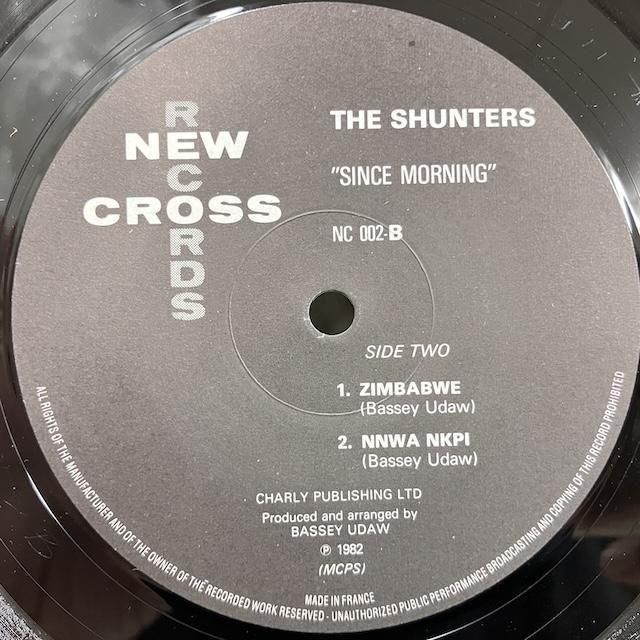 RECORDS
NEW
CROSS
THE SHUNTERS
"SINCE MORNING"
NC 002-B
SIDE TWO
1. ZIMBABWE
(Bassey Udaw)
2. NNWA NKPI
(Bassey Udaw)
CHARLY PUBLISHING LTD
Produced and arranged by
BASSEY UDAW
℗ 1982
(MCPS)
MADE IN FRANCE
ALL RIGHTS OF THE MANUFACTURER AND OF THE OWNER OF THE RECORDED WORK RESERVED - UNAUTHORIZED PUBLIC PERFORMANCE BROADCASTING AND COPYING OF THIS RECORD PROHIBITED